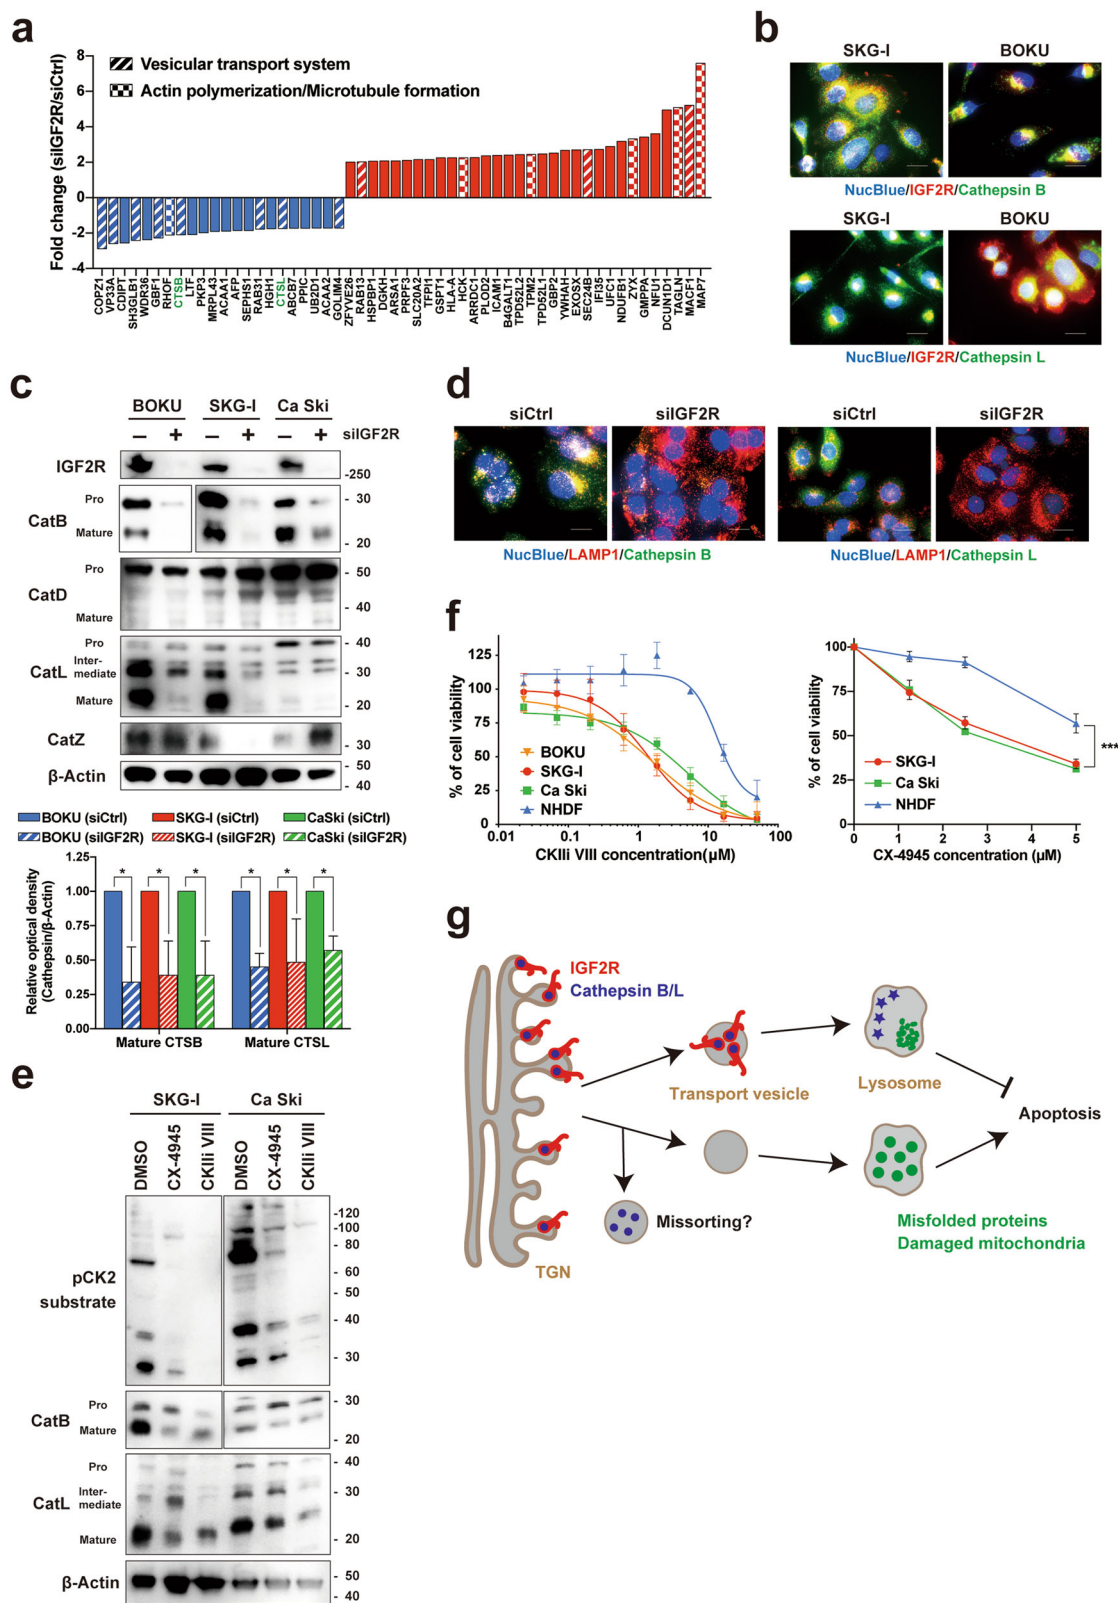 a
Fold change (siIGF2R/siCtrl)
8
6
4
2
0
-2
-4
Vesicular transport system
Actin polymerization/Microtubule formation
COPZ1
VP33A
CDIPT
SH3GLB1
WDR36
GBF1
RHOF
CTSB
LTF
PKP3
MRPL43
ACAA1
AFP
SEPHS1
RAB31
HGS
CTSL
ABCB7
PPIC
UB2D1
ACAA2
GOLIM4
ZFYVE28
RAB13
HSPBP1
DGKH
ARSA1
PRPF3
SLC20A2
TFPI1
GSPT1
HLA-A
HCK
ARRDC1
PLOD2
ICAM1
B4GALT1
TPD52L2
TPM2
TPD52L1
GBP2
YWHAH
EXOSX
SEC24B
IFI35
UFC1
NDUFB1
ZYX
GMPPA
NFU1
DCUN1D1
TAGLN
MACF1
MAP7
b
SKG-I BOKU
NucBlue/IGF2R/Cathepsin B
SKG-I BOKU
NucBlue/IGF2R/Cathepsin L
c
BOKU SKG-I Ca Ski
– + – + – + siIGF2R
IGF2R
-250
CatB
Pro
Mature
- 30
- 20
CatD
Pro
Mature
- 50
- 40
CatL
Pro
Inter-
mediate
Mature
- 40
- 30
- 20
CatZ
- 30
β-Actin
- 40
BOKU (siCtrl) SKG-I (siCtrl) CaSki (siCtrl)
BOKU (siIGF2R) SKG-I (siIGF2R) CaSki (siIGF2R)
Relative optical density
(Cathepsin/β-Actin)
1.25
1.00
0.75
0.50
0.25
0.00
* * * * * *
Mature CTSB Mature CTSL
d
siCtrl siIGF2R siCtrl siIGF2R
NucBlue/LAMP1/Cathepsin B NucBlue/LAMP1/Cathepsin L
e
SKG-I Ca Ski
DMSO
CX-4945
CKIIi VIII
DMSO
CX-4945
CKIIi VIII
pCK2
substrate
-120
-100
- 80
- 60
- 50
- 40
- 30
CatB
Pro
Mature
- 30
- 20
CatL
Pro
Inter-
mediate
Mature
- 40
- 30
- 20
β-Actin
- 50
- 40
f
% of cell viability
125
100
75
50
25
0
BOKU
SKG-I
Ca Ski
NHDF
0.01 0.1 1 10 100
CKIIi VIII concentration(μM)
% of cell viability
100
75
50
25
0
SKG-I
Ca Ski
NHDF
***
0 1 2 3 4 5
CX-4945 concentration (μM)
g
IGF2R
Cathepsin B/L
Transport vesicle
Lysosome
Apoptosis
Missorting?
TGN
Misfolded proteins
Damaged mitochondria